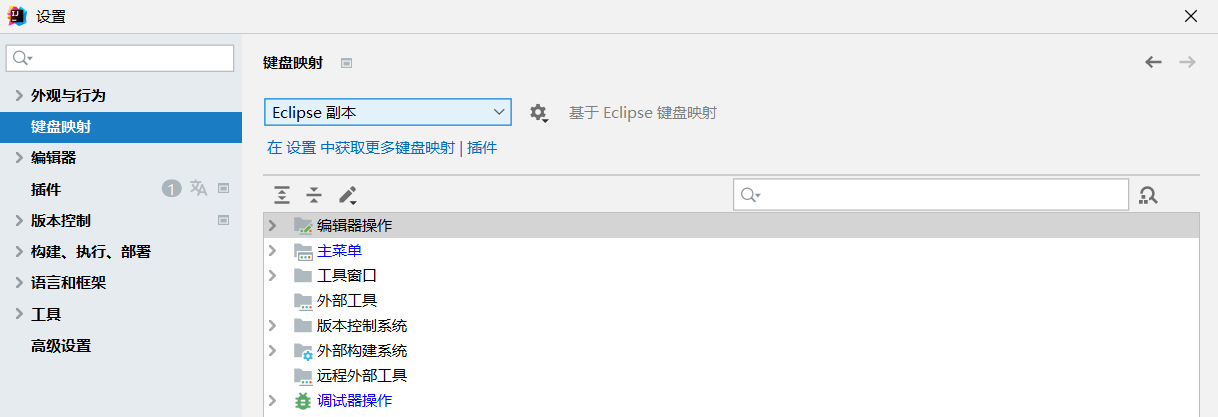 设置
外观与行为
键盘映射
编辑器
插件 1
版本控制
构建、执行、部署
语言和框架
工具
高级设置
键盘映射
Eclipse 副本
基于 Eclipse 键盘映射
在 设置 中获取更多键盘映射 | 插件
编辑器操作
主菜单
工具窗口
外部工具
版本控制系统
外部构建系统
远程外部工具
调试器操作